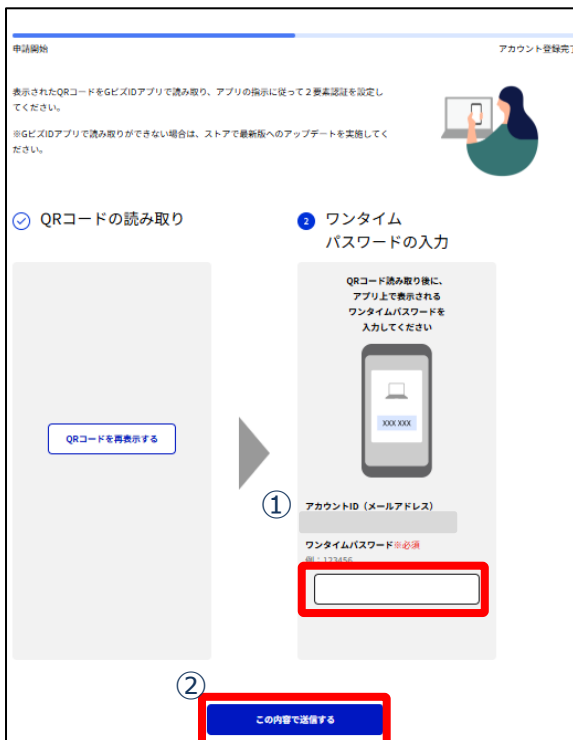 申請開始
アカウント登録完了
表示されたQRコードをGビズIDアプリで読み取り、アプリの指示に従って２要素認証を設定し
てください。
※GビズIDアプリで読み取りができない場合は、ストアで最新版へのアップデートを実施してく
ださい。
QRコードの読み取り
2 ワンタイム
パスワードの入力
QRコード読み取り後に、
アプリ上で表示される
ワンタイムパスワードを
入力してください
XXX XXX
QRコードを再表示する
①
アカウントID（メールアドレス）
ワンタイムパスワード※必須
例：123456
②
この内容で送信する